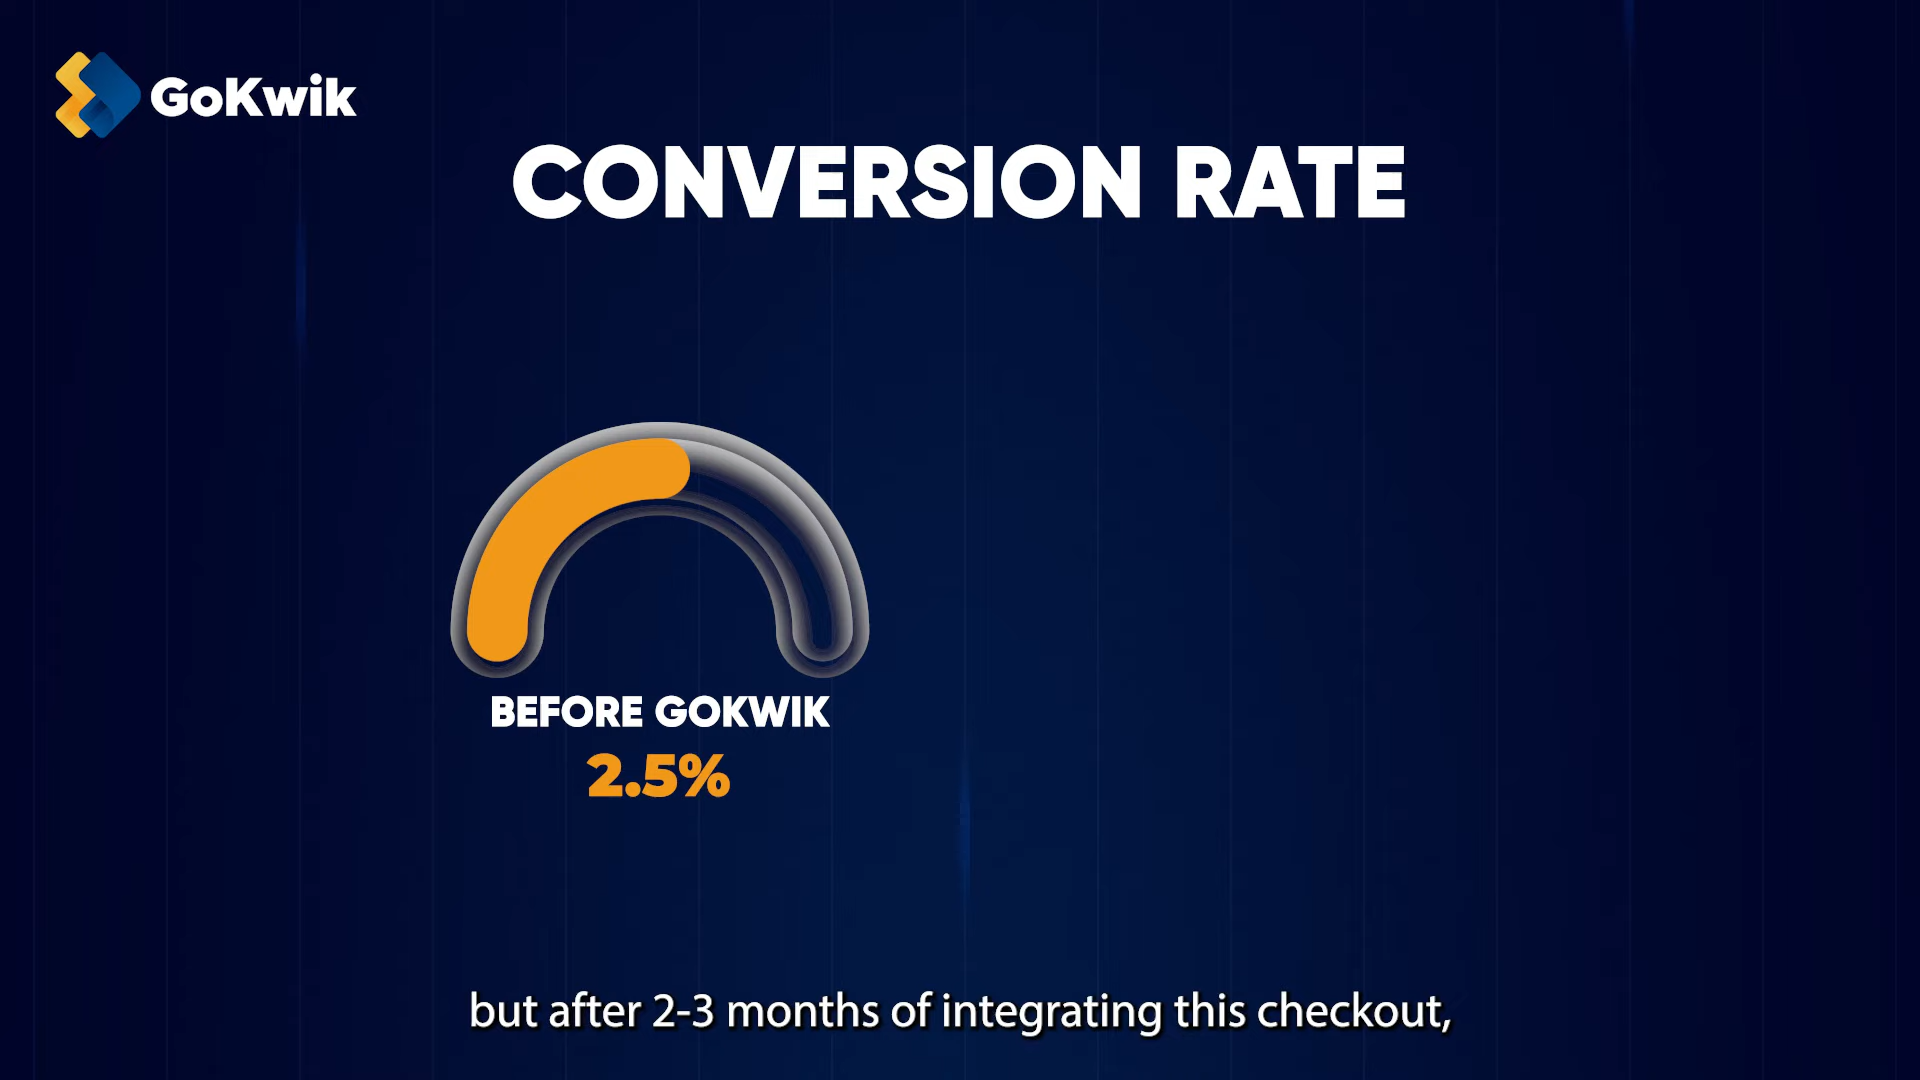 GoKwik
CONVERSION RATE
BEFORE GOKWIK
2.5%
but after 2-3 months of integrating this checkout,